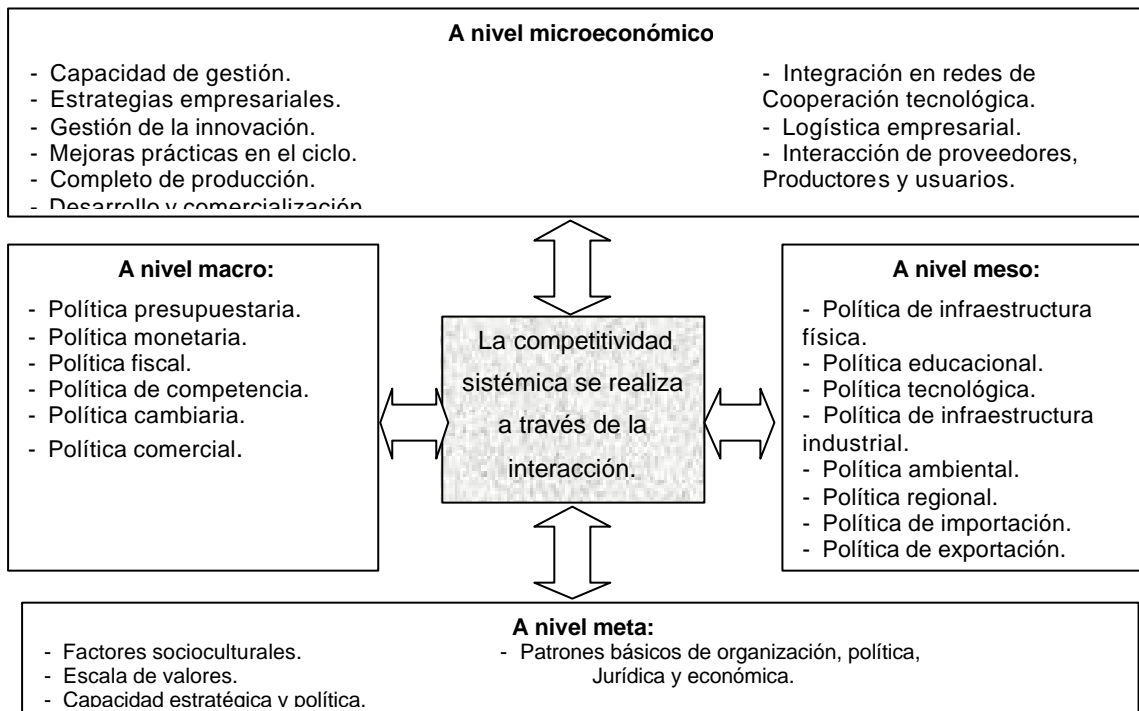 A nivel microeconómico
- Capacidad de gestión.
- Estrategias empresariales.
- Gestión de la innovación.
- Mejoras prácticas en el ciclo.
- Completo de producción.
- Desarrollo y comercialización
- Integración en redes de
Cooperación tecnológica.
- Logística empresarial.
- Interacción de proveedores,
Productores y usuarios.
A nivel macro:
- Política presupuestaria.
- Política monetaria.
- Política fiscal.
- Política de competencia.
- Política cambiaria.
- Política comercial.
La competitividad
sistémica se realiza
a través de la
interacción.
A nivel meso:
- Política de infraestructura
física.
- Política educacional.
- Política tecnológica.
- Política de infraestructura
industrial.
- Política ambiental.
- Política regional.
- Política de importación.
- Política de exportación.
A nivel meta:
- Factores socioculturales.
- Escala de valores.
- Capacidad estratégica y política.
- Patrones básicos de organización, política,
Jurídica y económica.